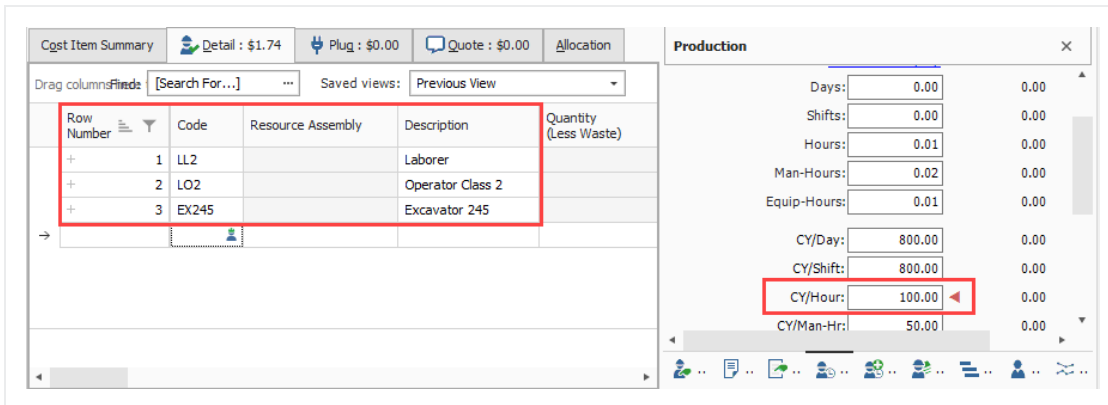 Cost Item Summary Detail : $1.74 Plug : $0.00 Quote : $0.00 Allocation
Drag columns [Search For...] ... Saved views: Previous View
Row Number Code Resource Assembly Description Quantity (Less Waste)
1 LL2 Laborer
2 LO2 Operator Class 2
3 EX245 Excavator 245
Production
Days: 0.00 0.00
Shifts: 0.00 0.00
Hours: 0.01 0.00
Man-Hours: 0.02 0.00
Equip-Hours: 0.01 0.00
CY/Day: 800.00 0.00
CY/Shift: 800.00 0.00
CY/Hour: 100.00 0.00
CY/Man-Hr: 50.00 0.00